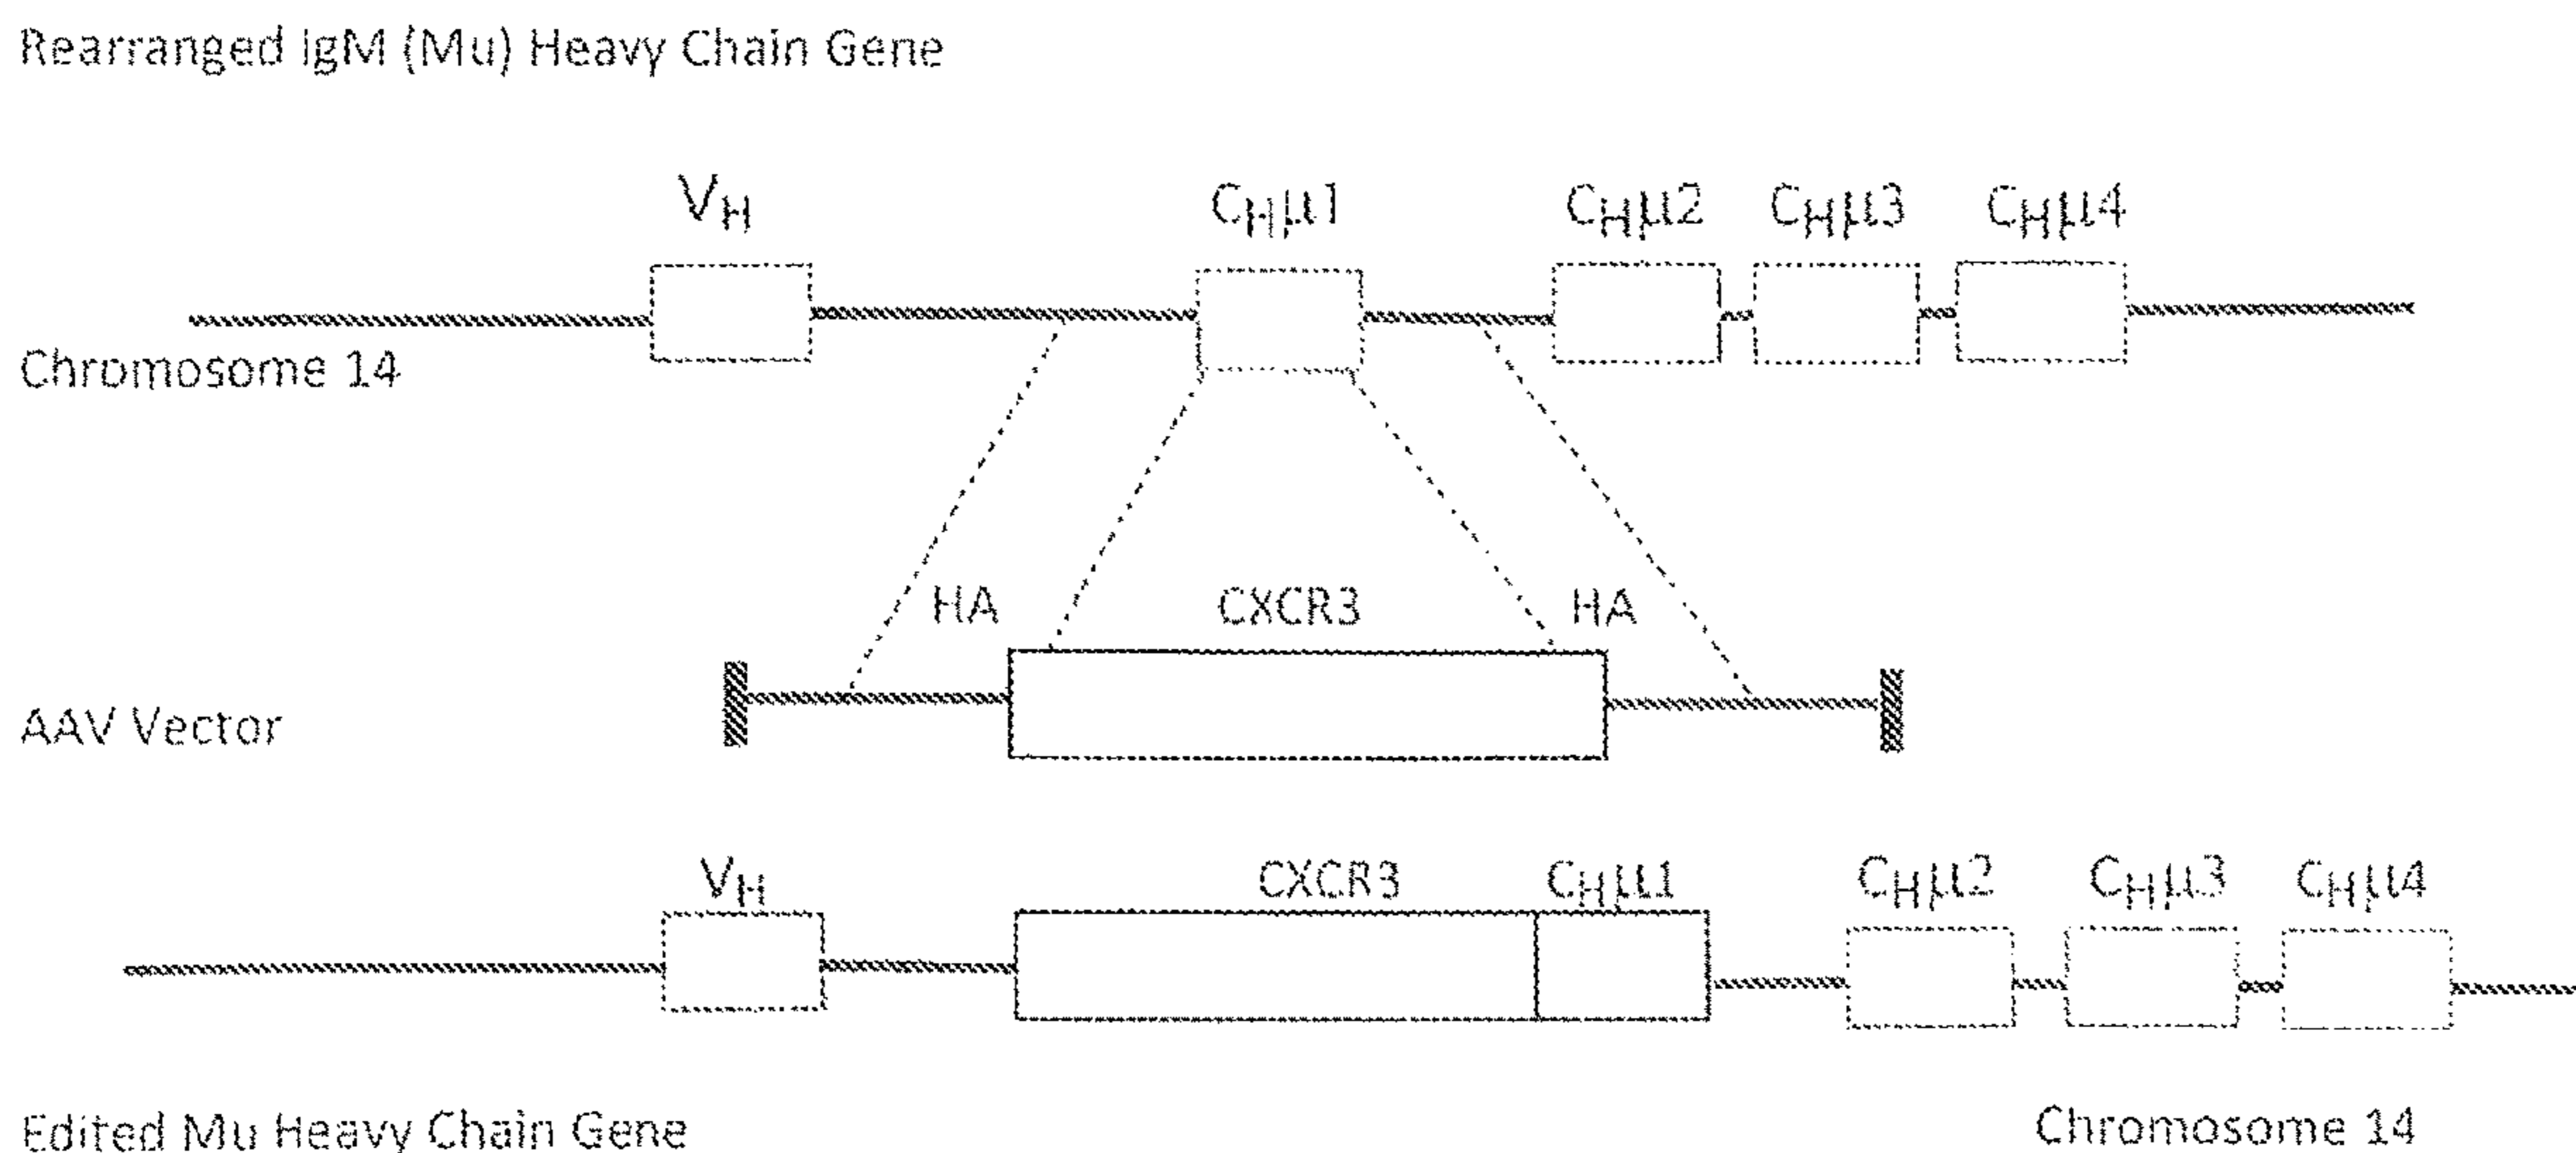 Rearranged IgM (Mu) Heavy Chain Gene
VH CHμ1 CHμ2 CHμ3 CHμ4
Chromosome 14
HA CXCR3 HA
AAV Vector
VH CXCR3 CHμ1 CHμ2 CHμ3 CHμ4
Edited Mu Heavy Chain Gene Chromosome 14